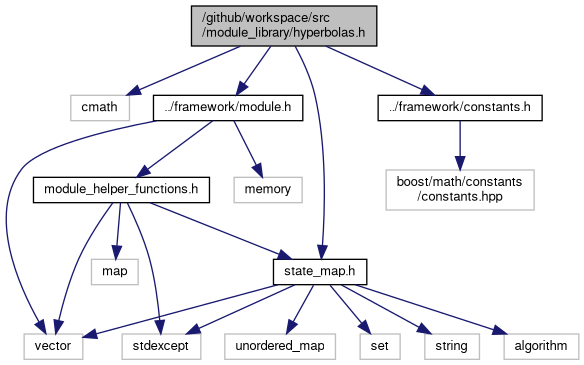 /github/workspace/src
/module_library/hyperbolas.h
cmath
../framework/module.h
../framework/constants.h
module_helper_functions.h
memory
boost/math/constants
/constants.hpp
map
state_map.h
vector
stdexcept
unordered_map
set
string
algorithm